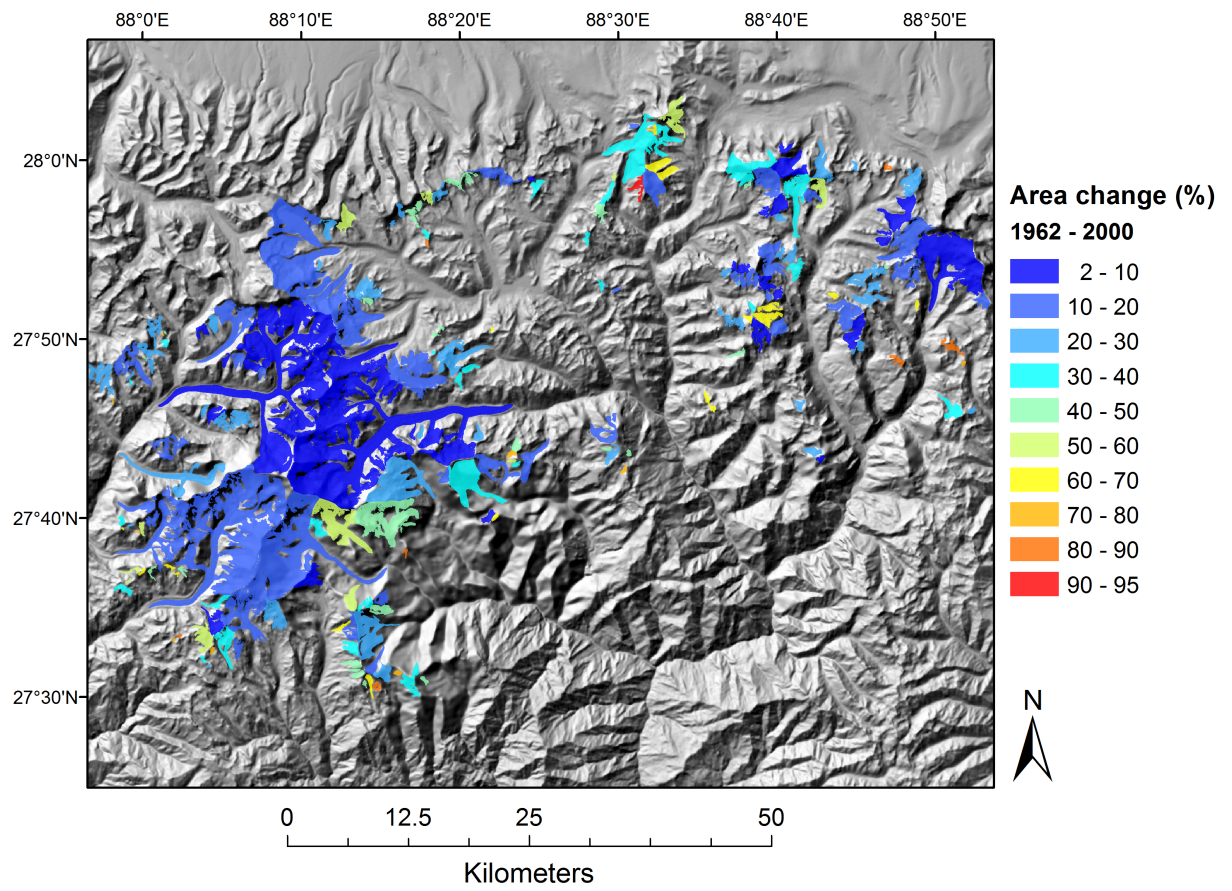 88°0'E 88°10'E 88°20'E 88°30'E 88°40'E 88°50'E
28°0'N
27°50'N
27°40'N
27°30'N
Area change (%)
1962 - 2000
2 - 10
10 - 20
20 - 30
30 - 40
40 - 50
50 - 60
60 - 70
70 - 80
80 - 90
90 - 95
N
0 12.5 25 50
Kilometers